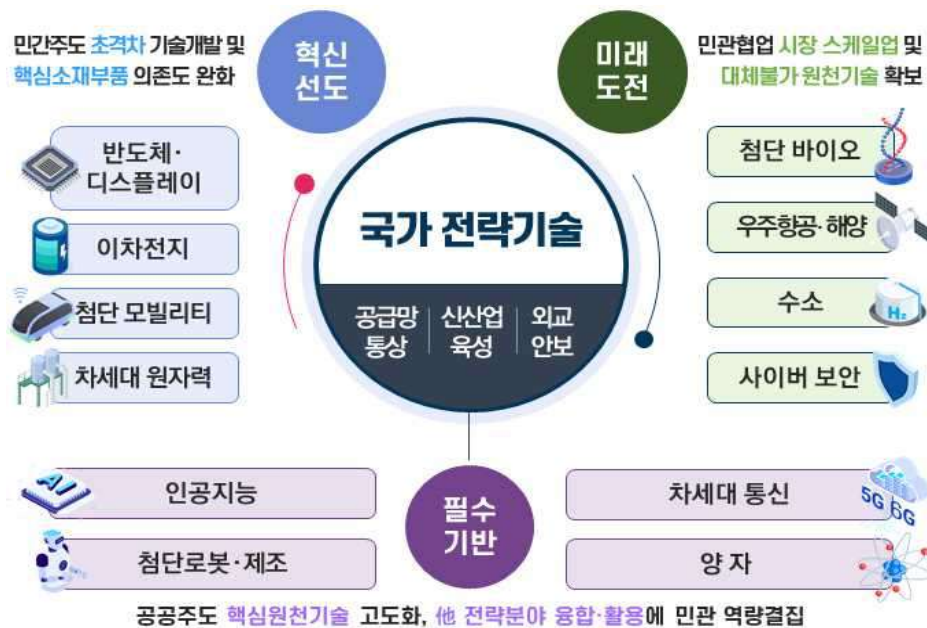 민간주도 초격차 기술개발 및
핵심소재부품 의존도 완화
혁신
선도
반도체·
디스플레이
이차전지
첨단 모빌리티
차세대 원자력
미래
도전
민관협업 시장 스케일업 및
대체불가 원천기술 확보
첨단 바이오
우주항공·해양
수소
H₂
사이버 보안
국가 전략기술
공급망
통상
신산업
육성
외교
안보
필수
기반
AI
인공지능
첨단로봇·제조
차세대 통신
5G 6G
양 자
공공주도 핵심원천기술 고도화, 他 전략분야 융합·활용에 민관 역량결집